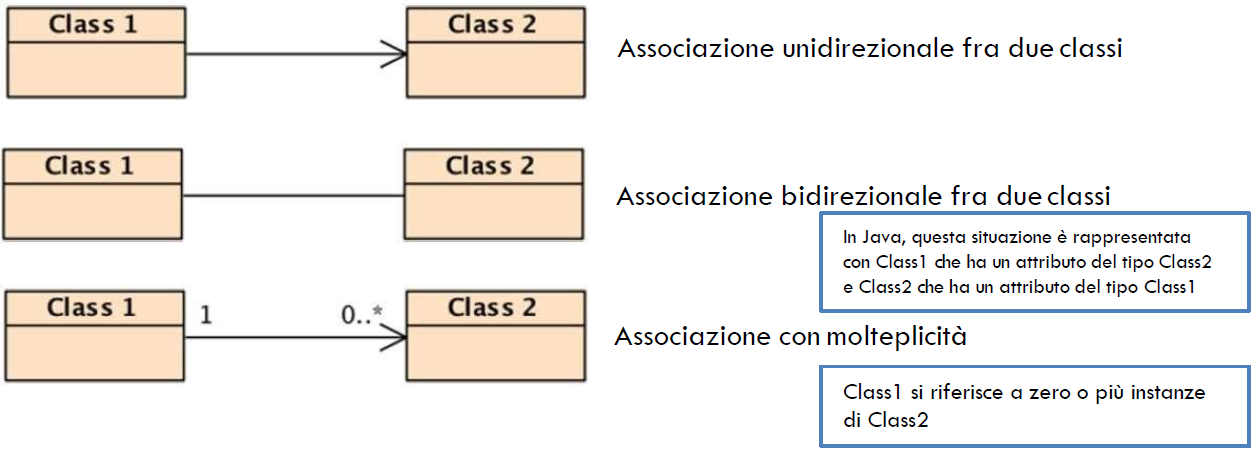 Class 1
Class 2
Associazione unidirezionale fra due classi
Class 1
Class 2
Associazione bidirezionale fra due classi
In Java, questa situazione è rappresentata
con Class1 che ha un attributo del tipo Class2
e Class2 che ha un attributo del tipo Class1
Class 1
1
0..*
Class 2
Associazione con molteplicità
Class1 si riferisce a zero o più instanze
di Class2